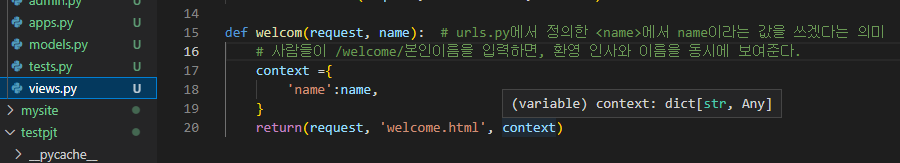 admin.py U
14
apps.py U
15 def welcom(request, name): # urls.py에서 정의한 <name>에서 name이라는 값을 쓰겠다는 의미
models.py U
16 # 사람들이 /welcome/본인이름을 입력하면, 환영 인사와 이름을 동시에 보여준다.
tests.py U
17 context ={
views.py U
18 'name':name,
(variable) context: dict[str, Any]
mysite
19 }
testpjt
20 return(request, 'welcome.html', context)
__pycache__